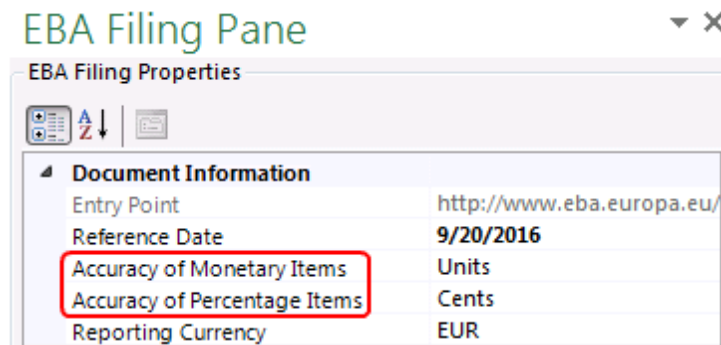 EBA Filing Pane
EBA Filing Properties
A
Z
Document Information
Entry Point http://www.eba.europa.eu/
Reference Date 9/20/2016
Accuracy of Monetary Items Units
Accuracy of Percentage Items Cents
Reporting Currency EUR